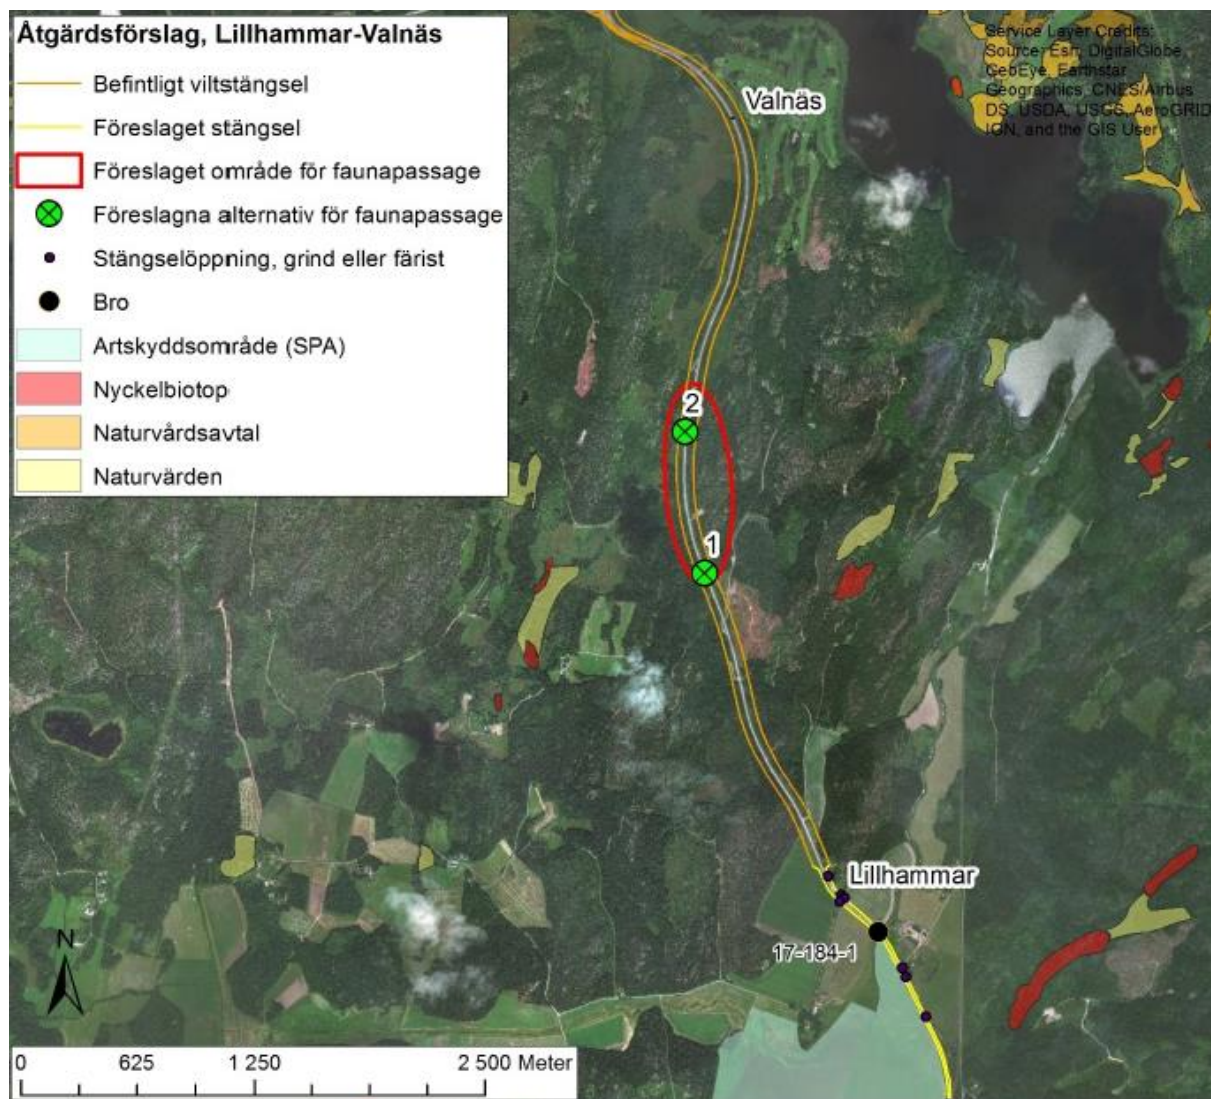 Åtgärdsförslag, Lillhammar-Valnäs
Befintligt viltstängsel
Föreslaget stängsel
Föreslaget område för faunapassage
Föreslagna alternativ för faunapassage
Stängselöppning, grind eller färist
Bro
Artskyddsområde (SPA)
Nyckelbiotop
Naturvårdsavtal
Naturvärden
Service Layer Credits:
Source: Esri, DigitalGlobe,
GeoEye, Earthstar
Geographics, CNES/Airbus
DS, USDA, USGS, AeroGRID,
IGN, and the GIS User
Valnäs
2
1
Lillhammar
17-184-1
N
0 625 1 250 2 500 Meter